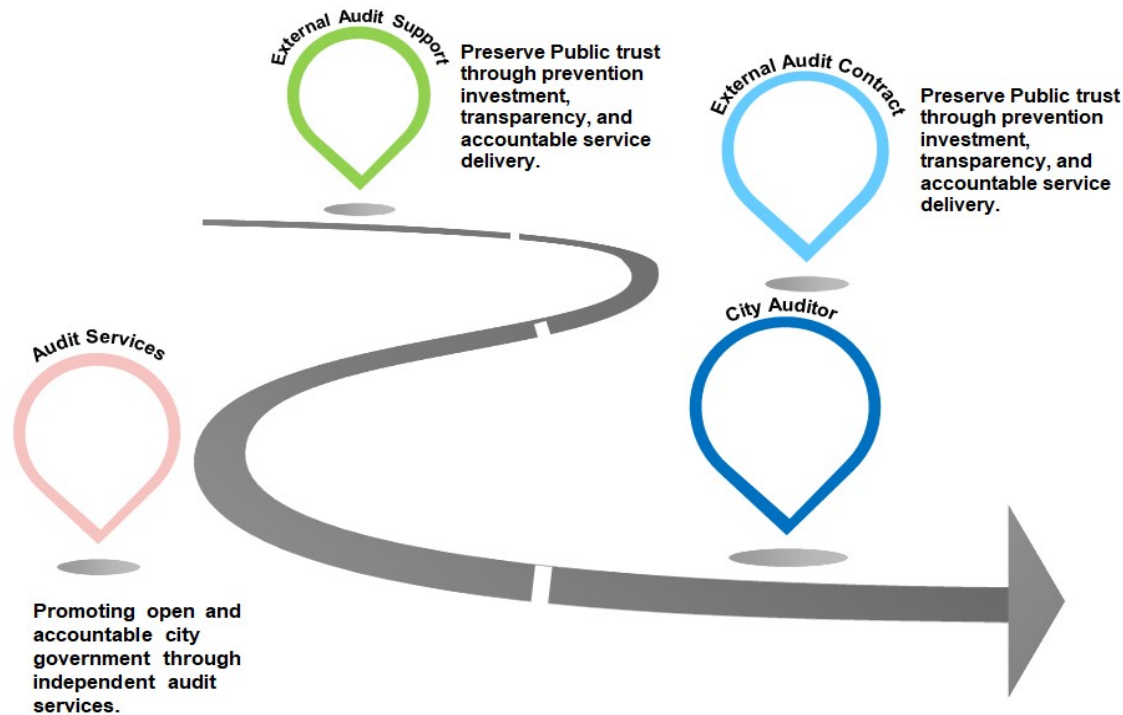 External Audit Support
Preserve Public trust
through prevention
investment,
transparency, and
accountable service
delivery.
External Audit Contract
Preserve Public trust
through prevention
investment,
transparency, and
accountable service
delivery.
Audit Services
Promoting open and
accountable city
government through
independent audit
services.
City Auditor